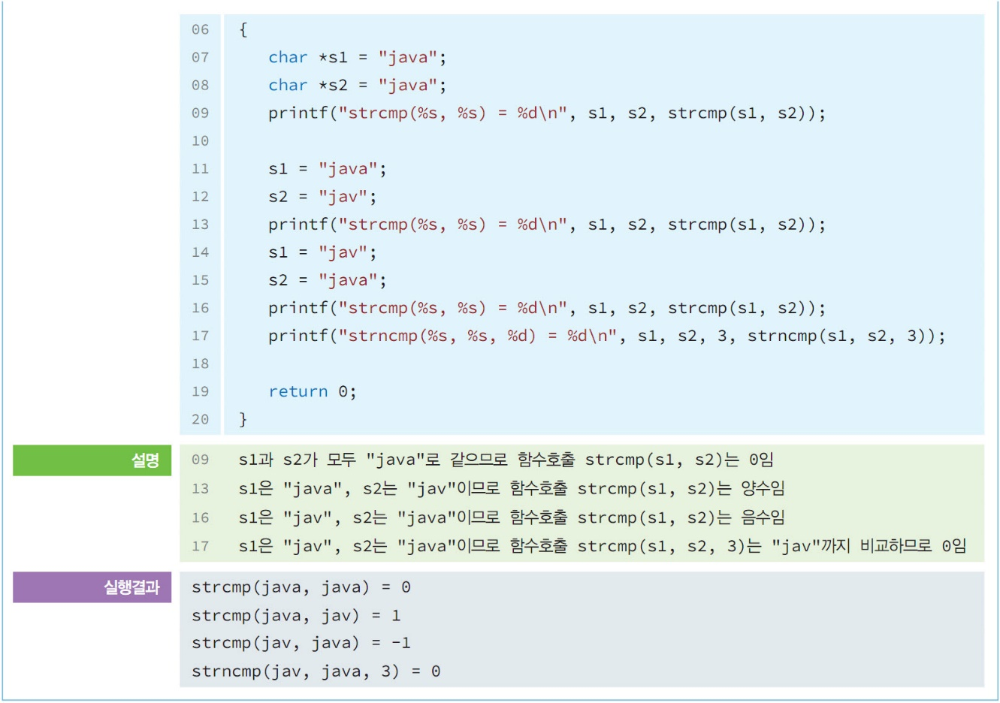 06 {
07 char *s1 = "java";
08 char *s2 = "java";
09 printf("strcmp(%s, %s) = %d\n", s1, s2, strcmp(s1, s2));
10
11 s1 = "java";
12 s2 = "jav";
13 printf("strcmp(%s, %s) = %d\n", s1, s2, strcmp(s1, s2));
14 s1 = "jav";
15 s2 = "java";
16 printf("strcmp(%s, %s) = %d\n", s1, s2, strcmp(s1, s2));
17 printf("strncmp(%s, %s, %d) = %d\n", s1, s2, 3, strncmp(s1, s2, 3));
18
19 return 0;
20 }
설명
09 s1과 s2가 모두 "java"로 같으므로 함수호출 strcmp(s1, s2)는 0임
13 s1은 "java", s2는 "jav"이므로 함수호출 strcmp(s1, s2)는 양수임
16 s1은 "jav", s2는 "java"이므로 함수호출 strcmp(s1, s2)는 음수임
17 s1은 "jav", s2는 "java"이므로 함수호출 strcmp(s1, s2, 3)는 "jav"까지 비교하므로 0임
실행결과
strcmp(java, java) = 0
strcmp(java, jav) = 1
strcmp(jav, java) = -1
strncmp(jav, java, 3) = 0